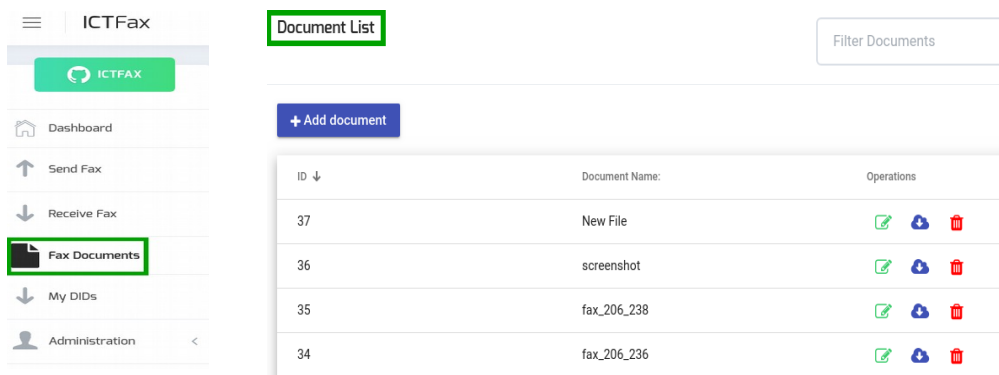 ICTFax
ICTFAX
Dashboard
Send Fax
Receive Fax
Fax Documents
My DIDs
Administration <
Document List
Filter Documents
+ Add document
ID Document Name: Operations
37 New File
36 screenshot
35 fax_206_238
34 fax_206_236